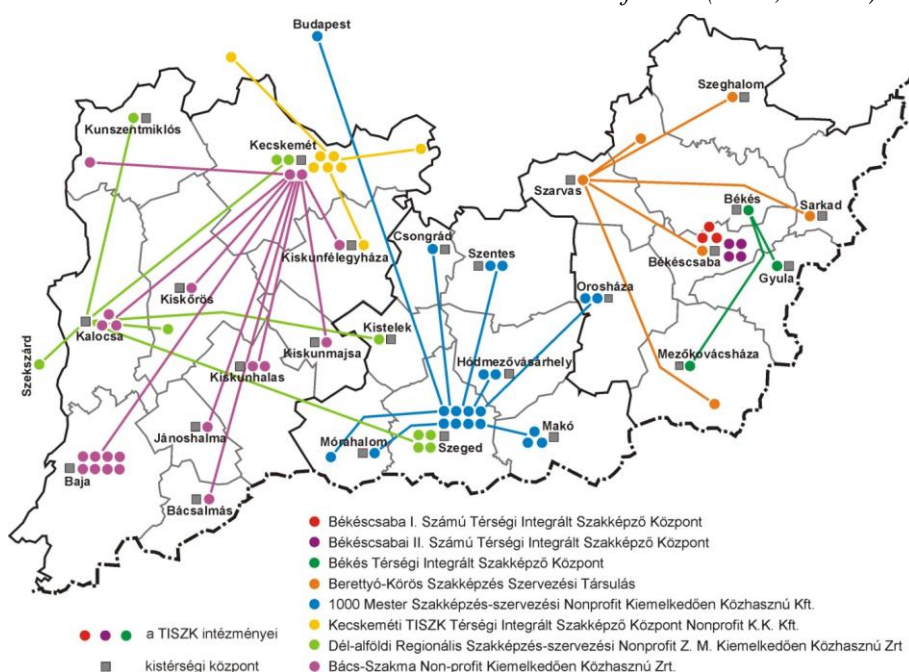 Budapest
Szeghalom
Kunszentmiklós
Kecskemét
Szarvas
Békés
Sarkad
Csongrád
Szentes
Kiskunfélegyháza
Békéscsaba
Gyula
Orosháza
Kiskőrös
Kalocsa
Kistelek
Kiskunmajsa
Szekszárd
Kiskunhalas
Hódmezővásárhely
Mezőkovácsháza
Jánoshalma
Mórahalom
Szeged
Makó
Baja
Bácsalmás
Békéscsaba I. Számú Térségi Integrált Szakképző Központ
Békéscsabai II. Számú Térségi Integrált Szakképző Központ
Békés Térségi Integrált Szakképző Központ
Berettyó-Körös Szakképzés Szervezési Társulás
1000 Mester Szakképzés-szervezési Nonprofit Kiemelkedően Közhasznú Kft.
Kecskeméti TISZK Térségi Integrált Szakképző Központ Nonprofit K.K. Kft.
a TISZK intézményei
Dél-alföldi Regionális Szakképzés-szervezési Nonprofit Z. M. Kiemelkedően Közhasznú Zrt
kistérségi központ
Bács-Szakma Non-profit Kiemelkedően Közhasznú Zrt.